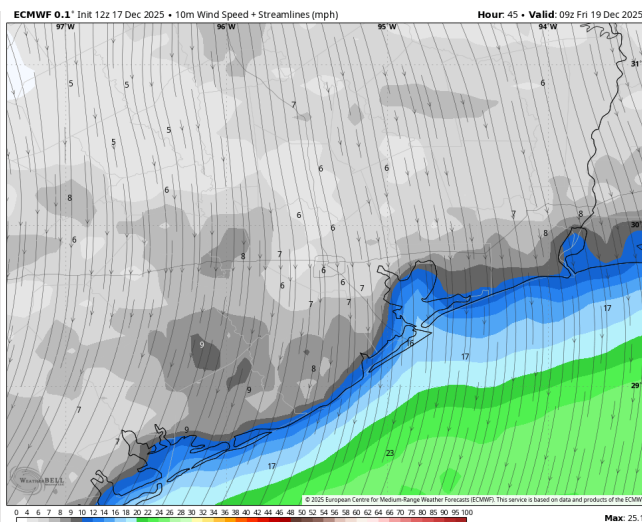 ECMWF 0.1° Init 12z 17 Dec 2025 • 10m Wind Speed + Streamlines (mph)
Hour: 45 • Valid: 09z Fri 19 Dec 2025
97°W 96°W 95°W 94°W
31°
5 5 7 6
5 5
6 6
8 6
6 7 8
6 6 8 30°
8 7
6
6 6 7
7 7 17
9 16
17
8
29°
9
7
9
7
23
17
WeatherBELL
© 2025 European Centre for Medium-Range Weather Forecasts (ECMWF). This service is based on data and products of the ECMW
0 4 6 7 8 9 10 12 14 16 18 20 22 24 26 28 30 32 34 36 38 40 42 44 46 48 50 52 54 56 58 60 62 64 66 70 75 80 85 90 95 100
Max: 25.